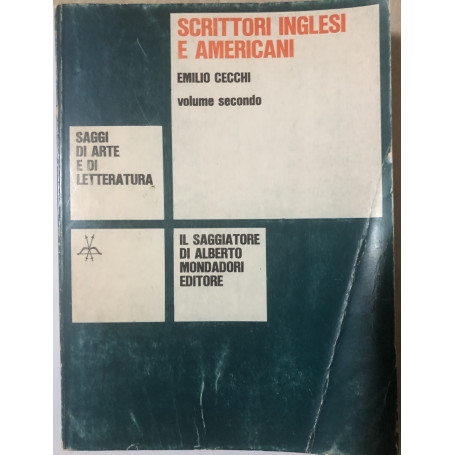 SCRITTORI INGLESI
E AMERICANI
EMILIO CECCHI
volume secondo
SAGGI
DI ARTE
E DI
LETTERATURA
IL SAGGIATORE
DI ALBERTO
MONDADORI
EDITORE